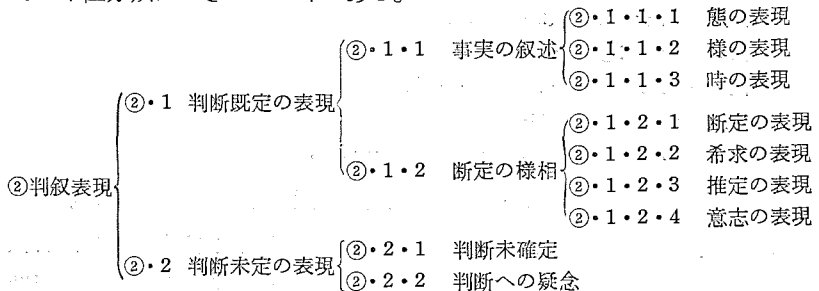 ②・1・1・1 態の表現
②・1・1 事実の叙述 ②・1・1・2 様の表現
②・1・1・3 時の表現
②・1 判断既定の表現
②・1・2・1 断定の表現
②・1・2 断定の様相 ②・1・2・2 希求の表現
②・1・2・3 推定の表現
②判叙表現 ②・1・2・4 意志の表現
②・2 判断未定の表現 ②・2・1 判断未確定
②・2・2 判断への疑念